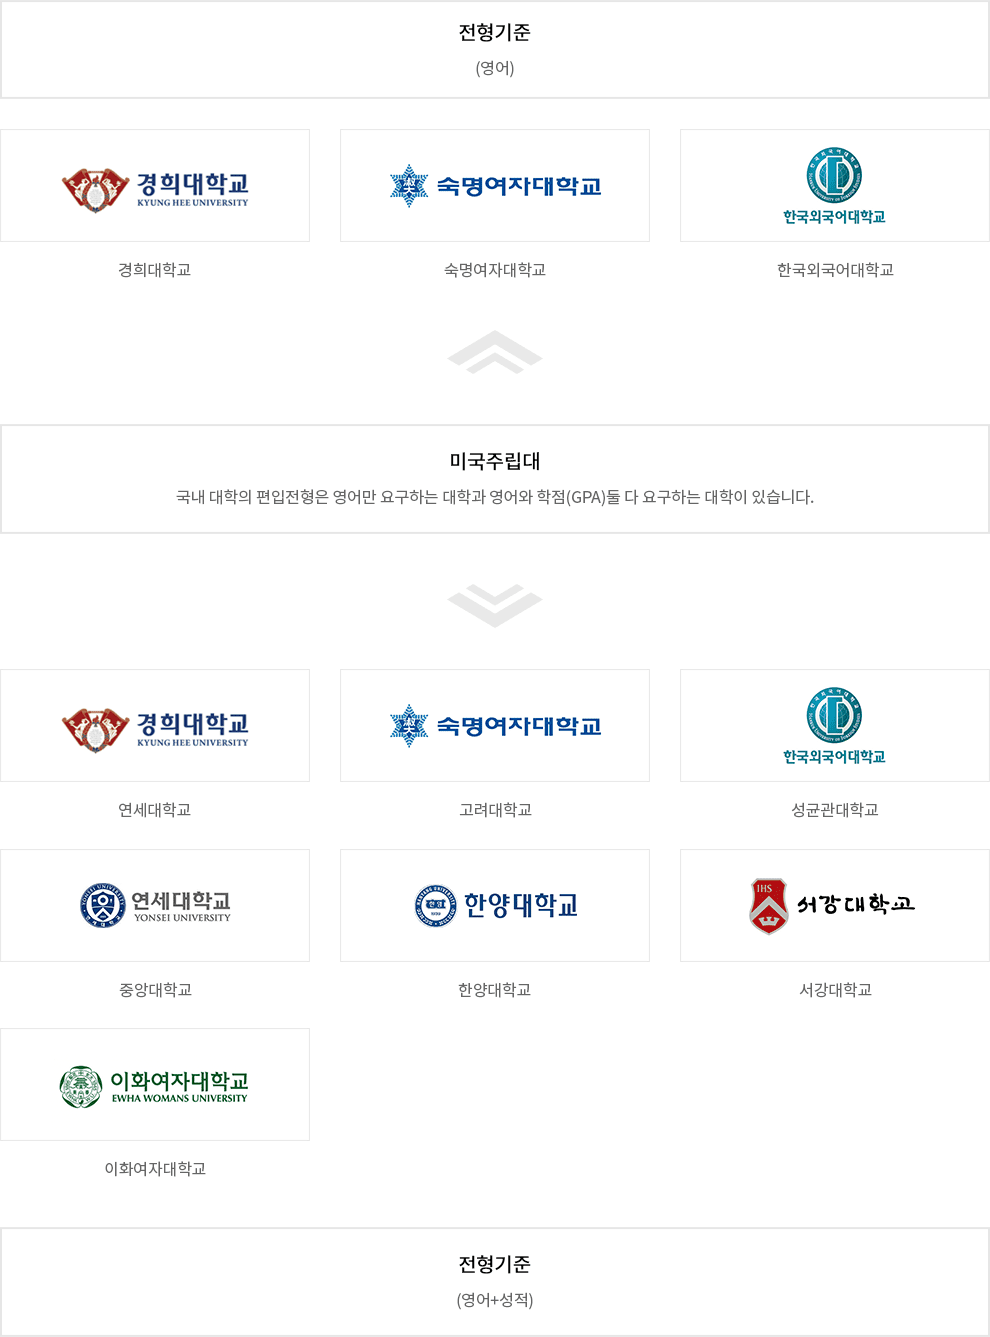 전형기준
(영어)
경희대학교
KYUNG HEE UNIVERSITY
숙명여자대학교
한국외국어대학교
경희대학교
숙명여자대학교
한국외국어대학교
미국주립대
국내 대학의 편입전형은 영어만 요구하는 대학과 영어와 학점(GPA)둘 다 요구하는 대학이 있습니다.
경희대학교
KYUNG HEE UNIVERSITY
숙명여자대학교
한국외국어대학교
연세대학교
고려대학교
성균관대학교
연세대학교
YONSEI UNIVERSITY
한양대학교
IHS
서강대학교
중앙대학교
한양대학교
서강대학교
이화여자대학교
EWHA WOMANS UNIVERSITY
이화여자대학교
전형기준
(영어+성적)